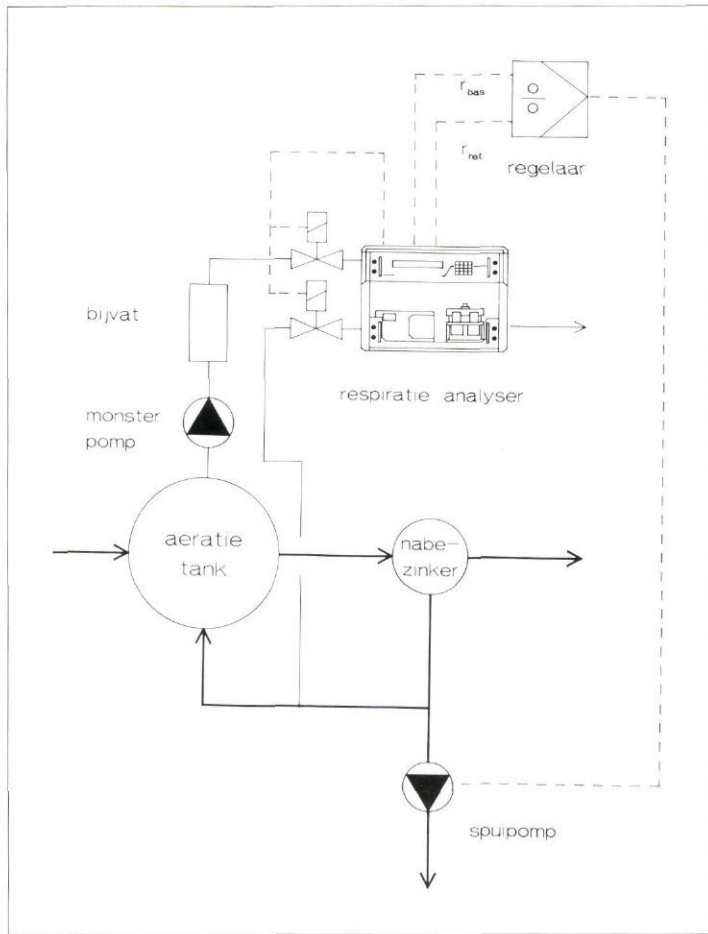 r bas
r ret
regelaar
bijvat
respiratie analyser
monster
pomp
aeratie
tank
nabe-
zinker
spuipomp